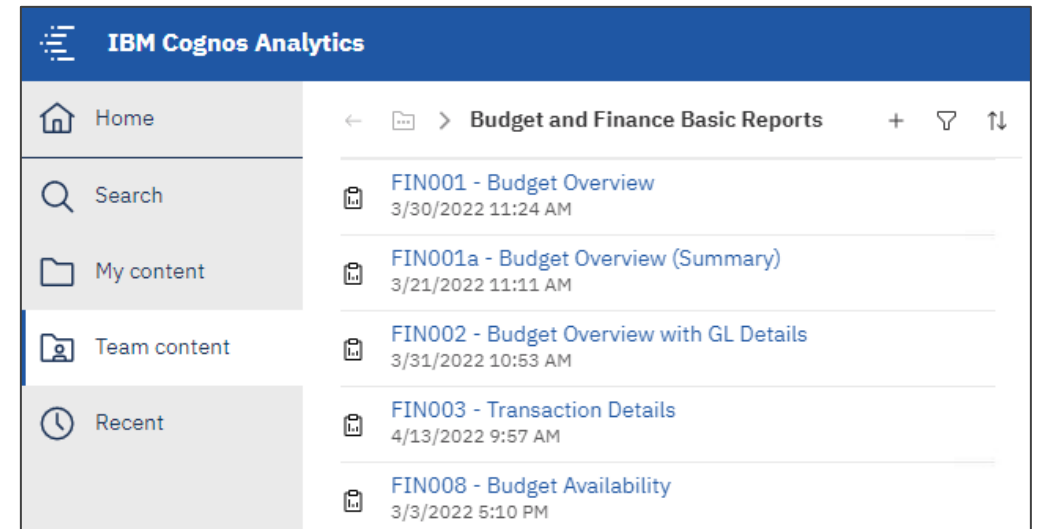 IBM Cognos Analytics
Home
Search
My content
Team content
Recent
Budget and Finance Basic Reports
FIN001 - Budget Overview
3/30/2022 11:24 AM
FIN001a - Budget Overview (Summary)
3/21/2022 11:11 AM
FIN002 - Budget Overview with GL Details
3/31/2022 10:53 AM
FIN003 - Transaction Details
4/13/2022 9:57 AM
FIN008 - Budget Availability
3/3/2022 5:10 PM